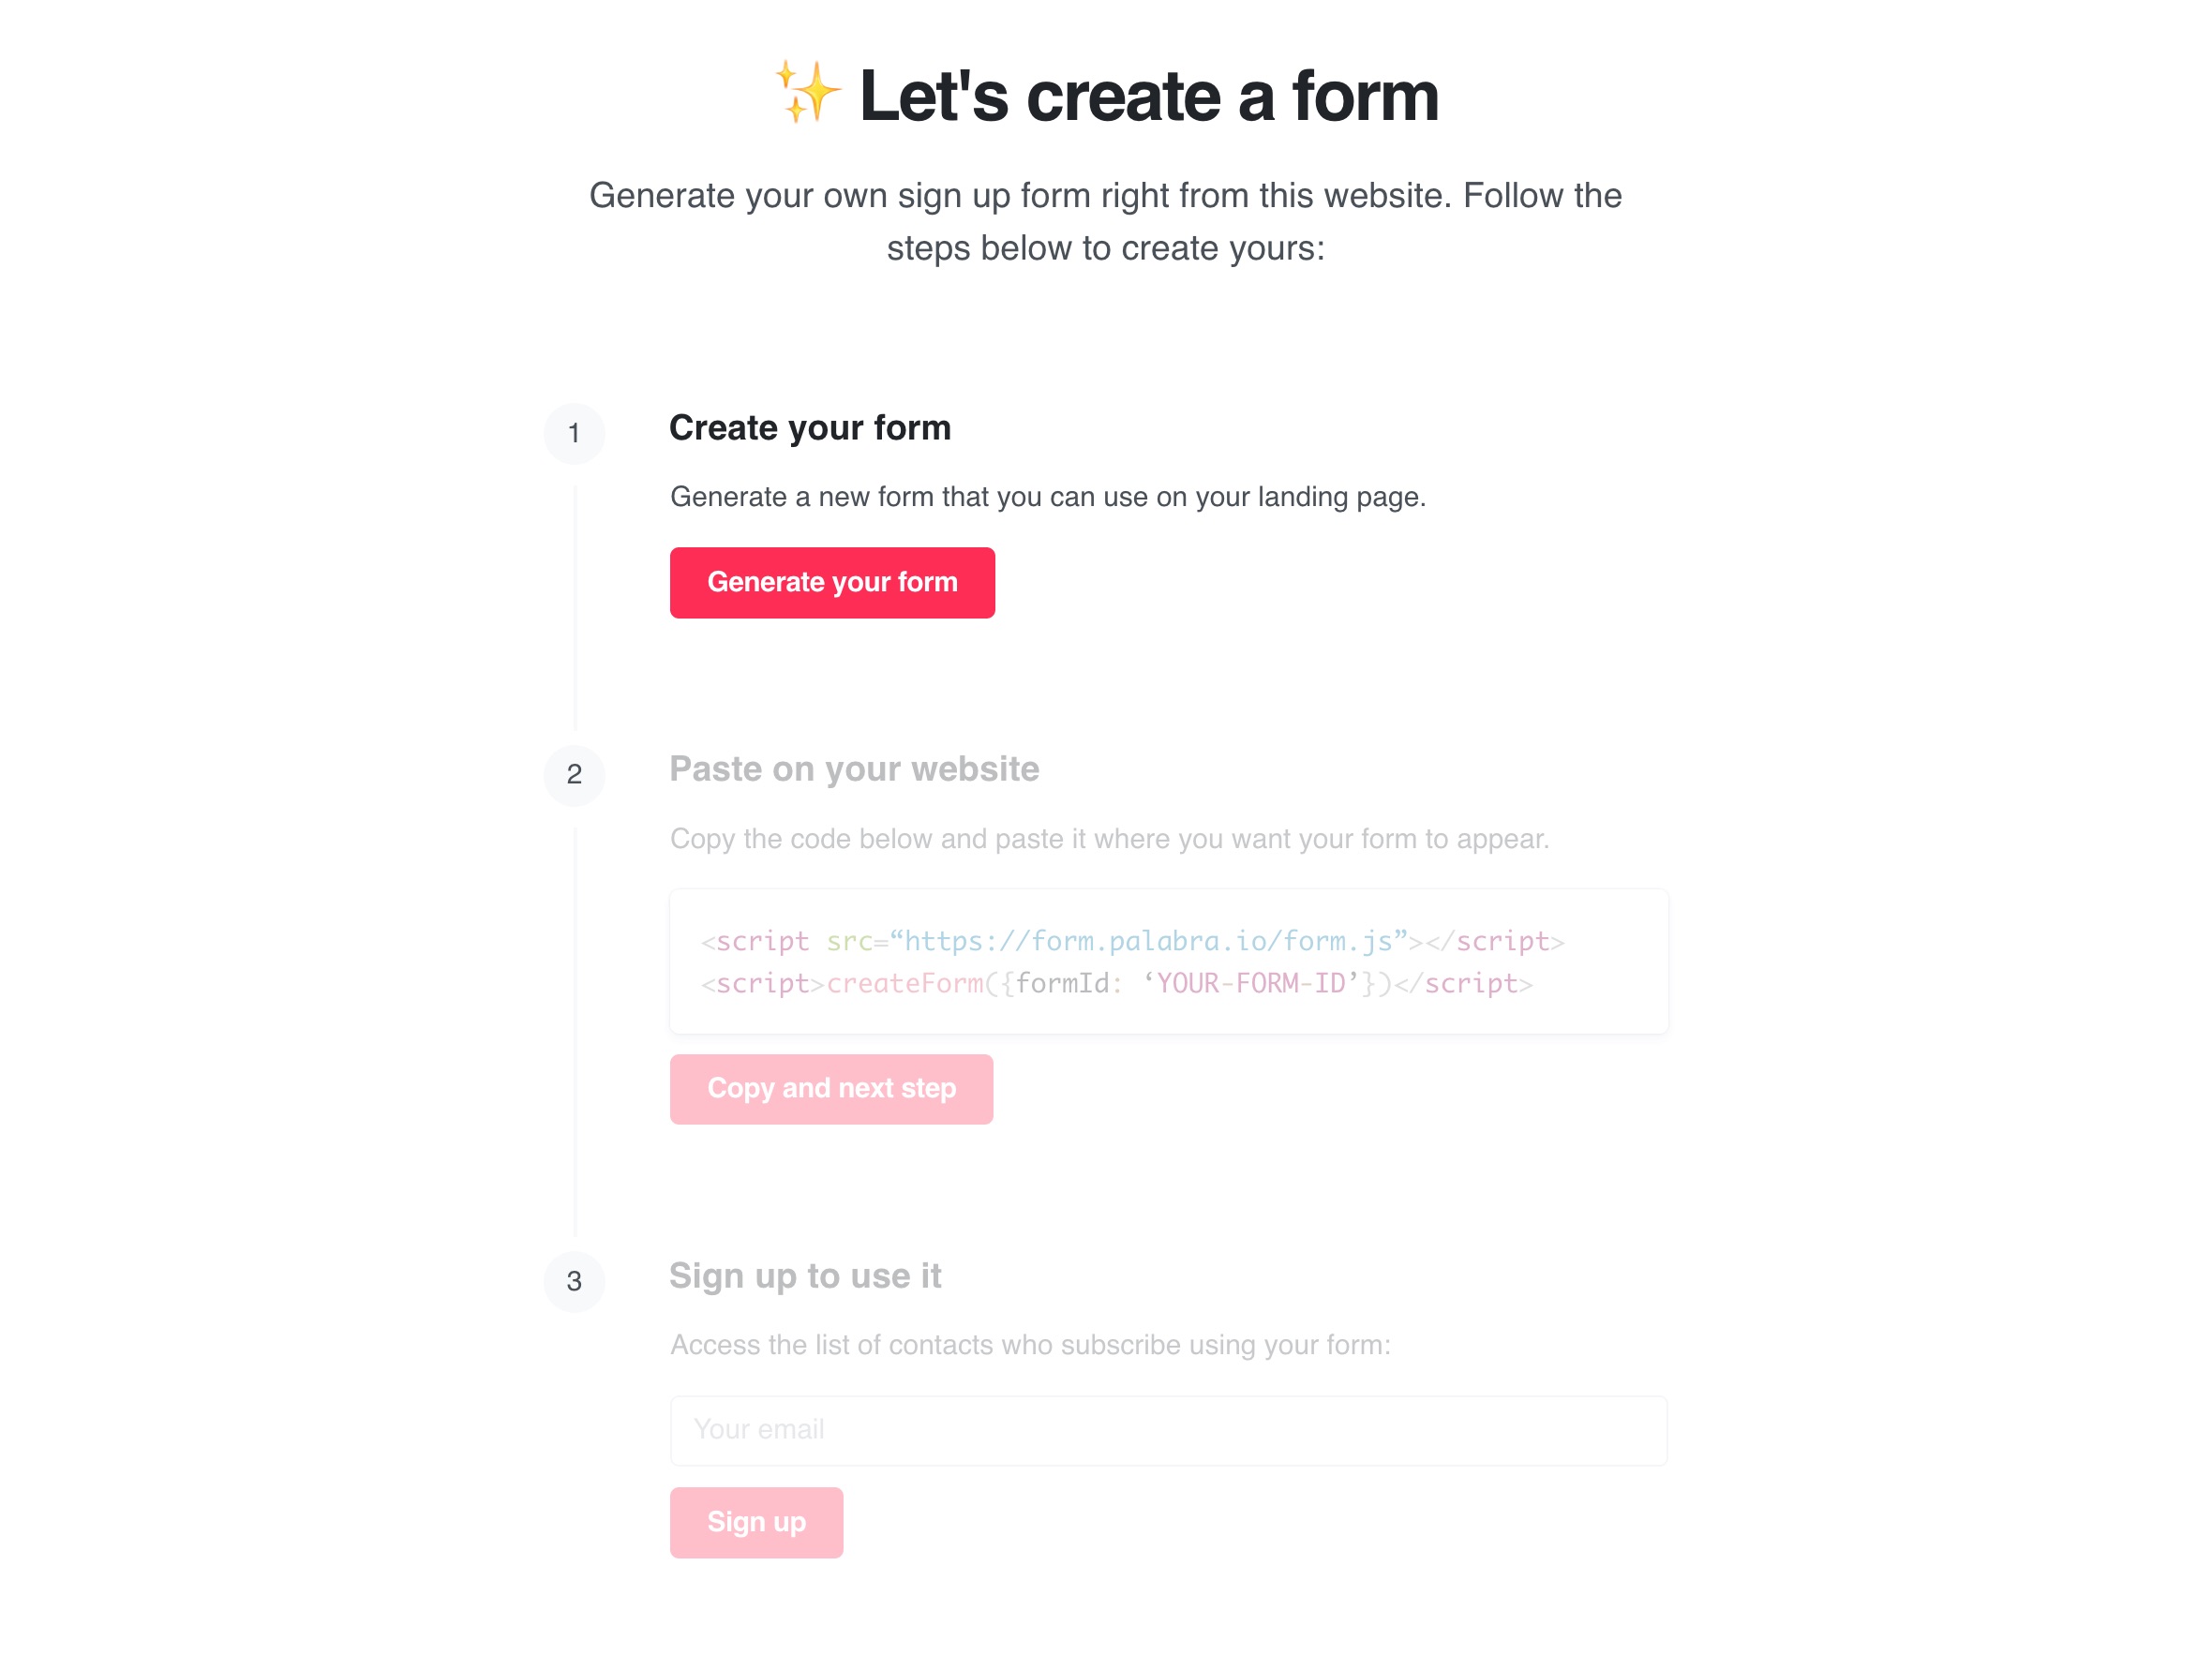 ✨ Let's create a form
Generate your own sign up form right from this website. Follow the
steps below to create yours:
1
Create your form
Generate a new form that you can use on your landing page.
Generate your form
2
Paste on your website
Copy the code below and paste it where you want your form to appear.
<script src=“https://form.palabra.io/form.js”></script>
<script>createForm({formId: ‘YOUR-FORM-ID’})</script>
Copy and next step
3
Sign up to use it
Access the list of contacts who subscribe using your form:
Your email
Sign up